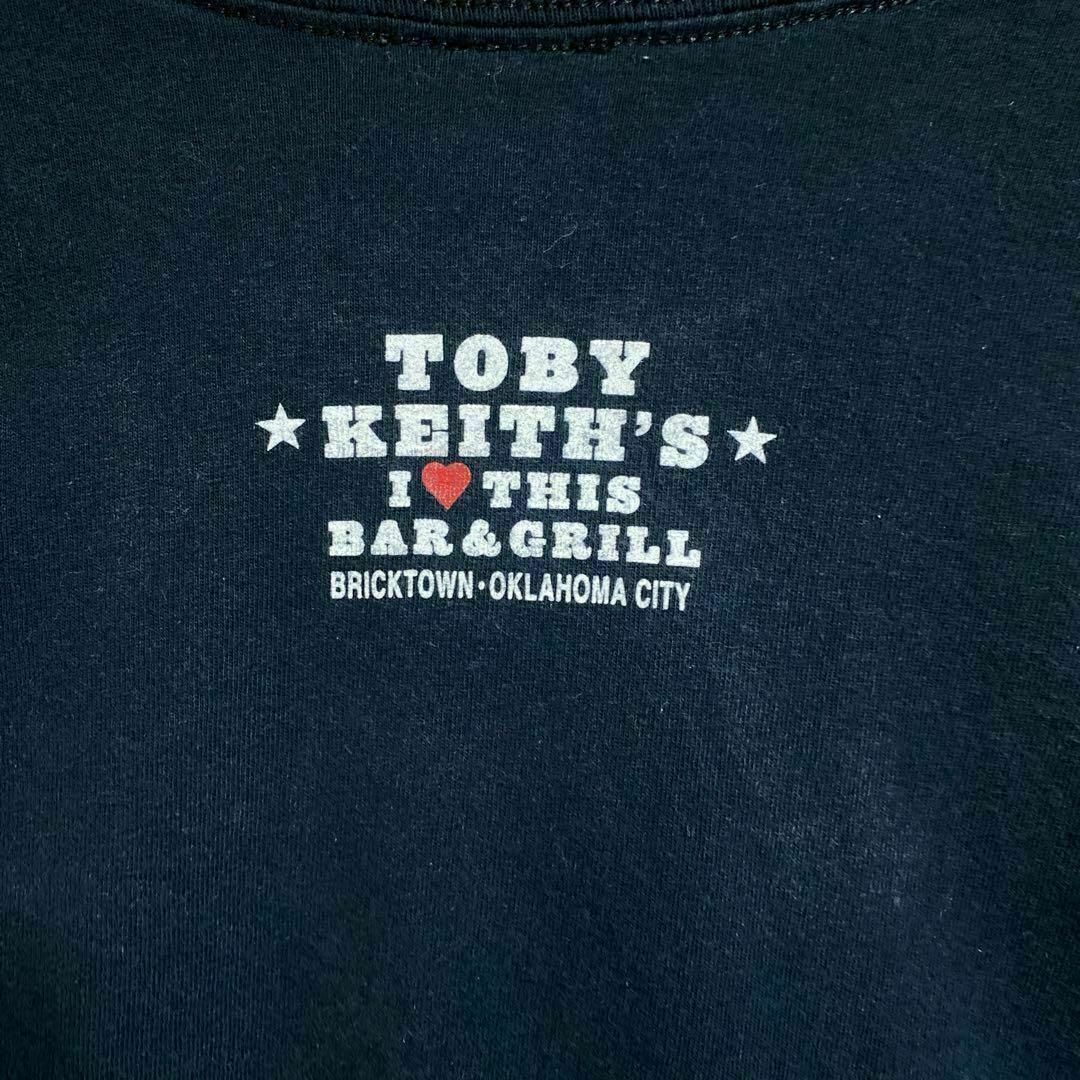 TOBY
★ KEITH'S ★
I ❤ THIS
BAR & GRILL
BRICKTOWN • OKLAHOMA CITY